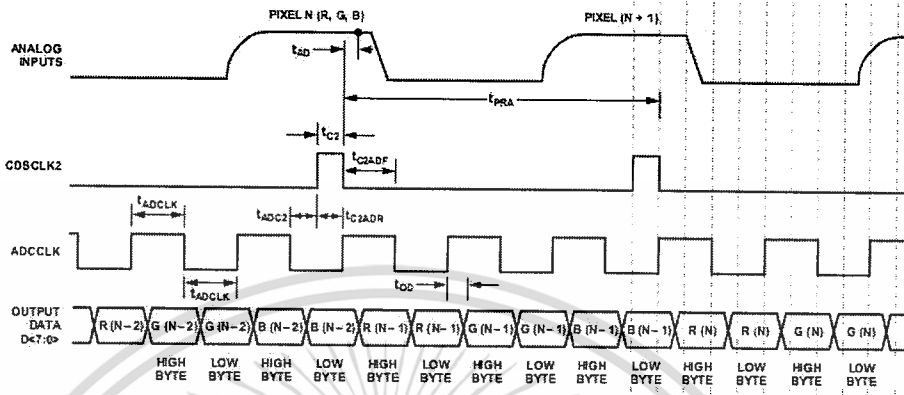 PIXEL N (R, G, B)
PIXEL (N + 1)
ANALOG
INPUTS
tAD
tPRA
tC2
CDSCLK2
tC2ADF
tADCLK
tADC2
tC2ADR
ADCCLK
tADCLK
tOD
OUTPUT
DATA
D<7:0>
R (N–2) G (N–2) G (N–2) B (N–2) B (N–2) R (N–1) R (N–1) G (N–1) G (N–1) B (N–1) B (N–1) R (N) R (N) G (N) G (N)
HIGH LOW HIGH LOW HIGH LOW HIGH LOW HIGH LOW HIGH LOW HIGH LOW
BYTE BYTE BYTE BYTE BYTE BYTE BYTE BYTE BYTE BYTE BYTE BYTE BYTE BYTE